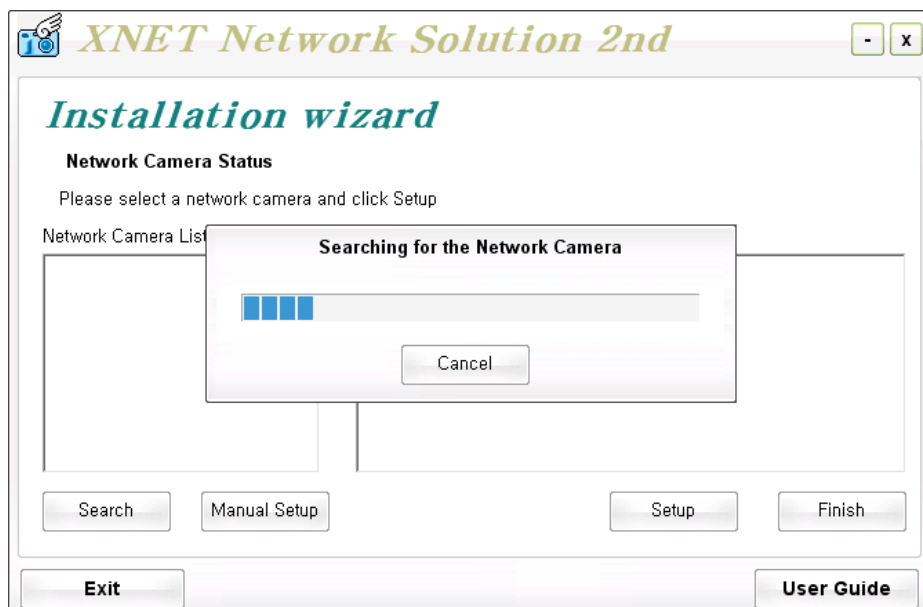 XNET Network Solution 2nd
- x
Installation wizard
Network Camera Status
Please select a network camera and click Setup
Network Camera List
Searching for the Network Camera
Cancel
Search Manual Setup Setup Finish
Exit User Guide